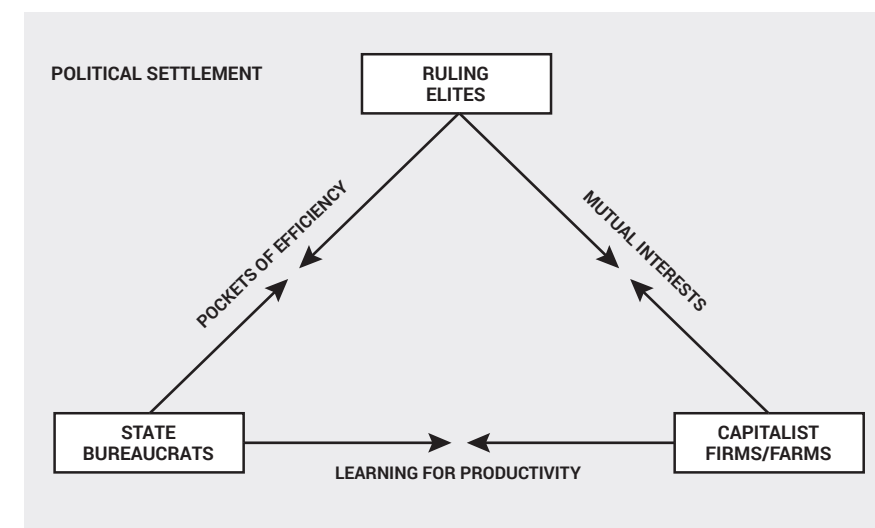 POLITICAL SETTLEMENT
RULING
ELITES
POCKETS OF EFFICIENCY
MUTUAL INTERESTS
STATE
BUREAUCRATS
CAPITALIST
FIRMS/FARMS
LEARNING FOR PRODUCTIVITY